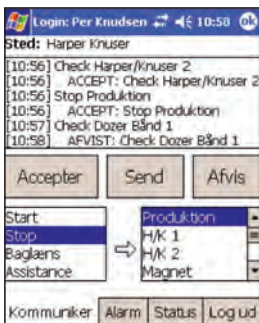 Login: Per Knudsen 10:58 ok
Sted: Harper Knuser
[10:56] Check Harper/Knuser 2
[10:56] ACCEPT: Check Harper/Knuser 2
[10:56] Stop Produktion
[10:56] ACCEPT: Stop Produktion
[10:57] Check Dozer Bånd 1
[10:58] AFVIST: Check Dozer Bånd 1
Accepter Send Afvis
Start Produktion
Stop H/K 1
Baglæns H/K 2
Assistance Magnet
Kommuniker Alarm Status Log ud